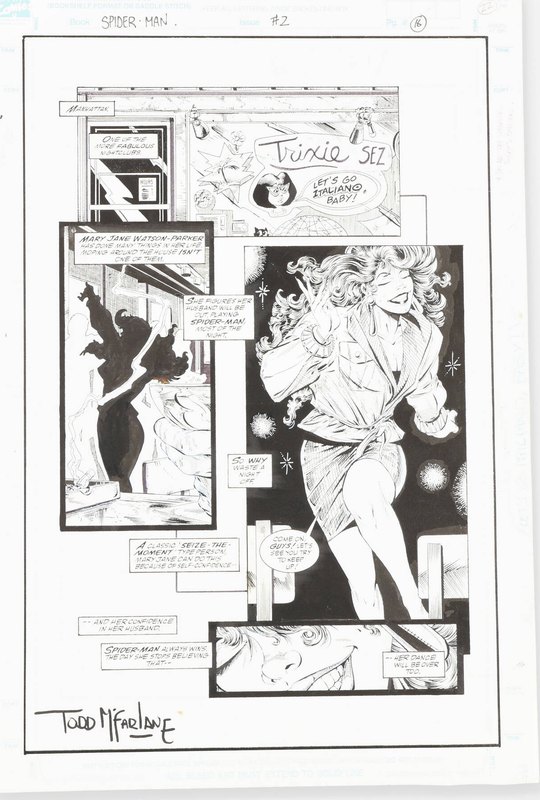 BOOK SPIDER-MAN. #2 PG. 16
MANHATTAN.
ONE OF THE
MORE FABULOUS
NIGHTCLUBS.
Trixie SEZ
LET'S GO
ITALIANO,
BABY!
MARY JANE WATSON-PARKER
HAS DONE MANY THINGS IN HER LIFE.
MOPING AROUND THE HOUSE ISN'T
ONE OF THEM.
SHE FIGURES HER
HUSBAND WILL BE
OUT PLAYING
SPIDER-MAN
MOST OF THE
NIGHT.
SO WHY
WASTE A
NIGHT
OFF.
COME ON,
GUYS! LET'S
SEE YOU TRY
TO KEEP
UP!
A CLASSIC 'SEIZE-THE-
MOMENT' TYPE PERSON,
MARY JANE CAN DO THIS
BECAUSE OF SELF-CONFIDENCE--
-- AND HER CONFIDENCE
IN HER HUSBAND.
SPIDER-MAN ALWAYS WINS.
THE DAY SHE STOPS BELIEVING
THAT--
-- HER DANCE
WILL BE OVER
TOO.
TODD McFARLANE